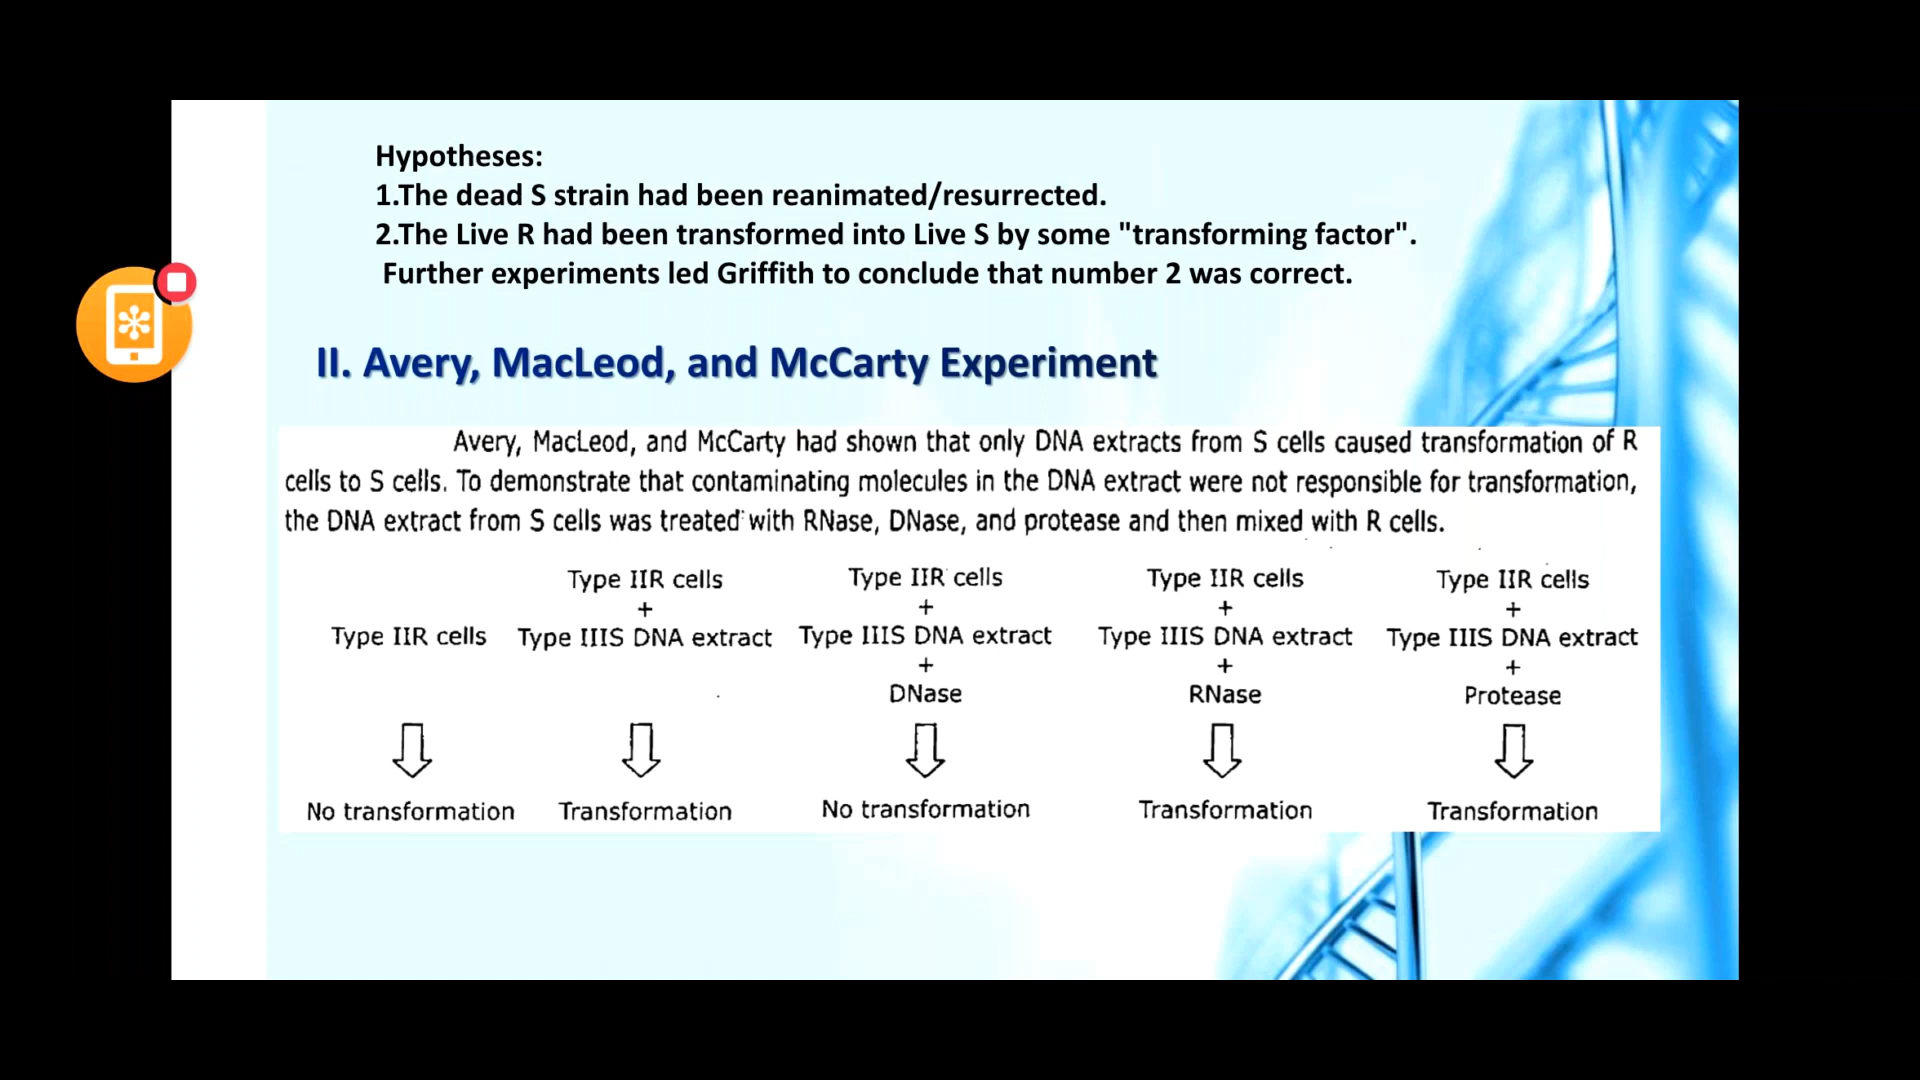 Hypotheses:
1.The dead S strain had been reanimated/resurrected.
2.The Live R had been transformed into Live S by some "transforming factor".
Further experiments led Griffith to conclude that number 2 was correct.
II. Avery, MacLeod, and McCarty Experiment
Avery, MacLeod, and McCarty had shown that only DNA extracts from S cells caused transformation of R
cells to S cells. To demonstrate that contaminating molecules in the DNA extract were not responsible for transformation,
the DNA extract from S cells was treated with RNase, DNase, and protease and then mixed with R cells.
Type IIR cells
No transformation
Type IIR cells
+
Type IIIS DNA extract
Transformation
Type IIR cells
+
Type IIIS DNA extract
+
DNase
No transformation
Type IIR cells
+
Type IIIS DNA extract
+
RNase
Transformation
Type IIR cells
+
Type IIIS DNA extract
+
Protease
Transformation